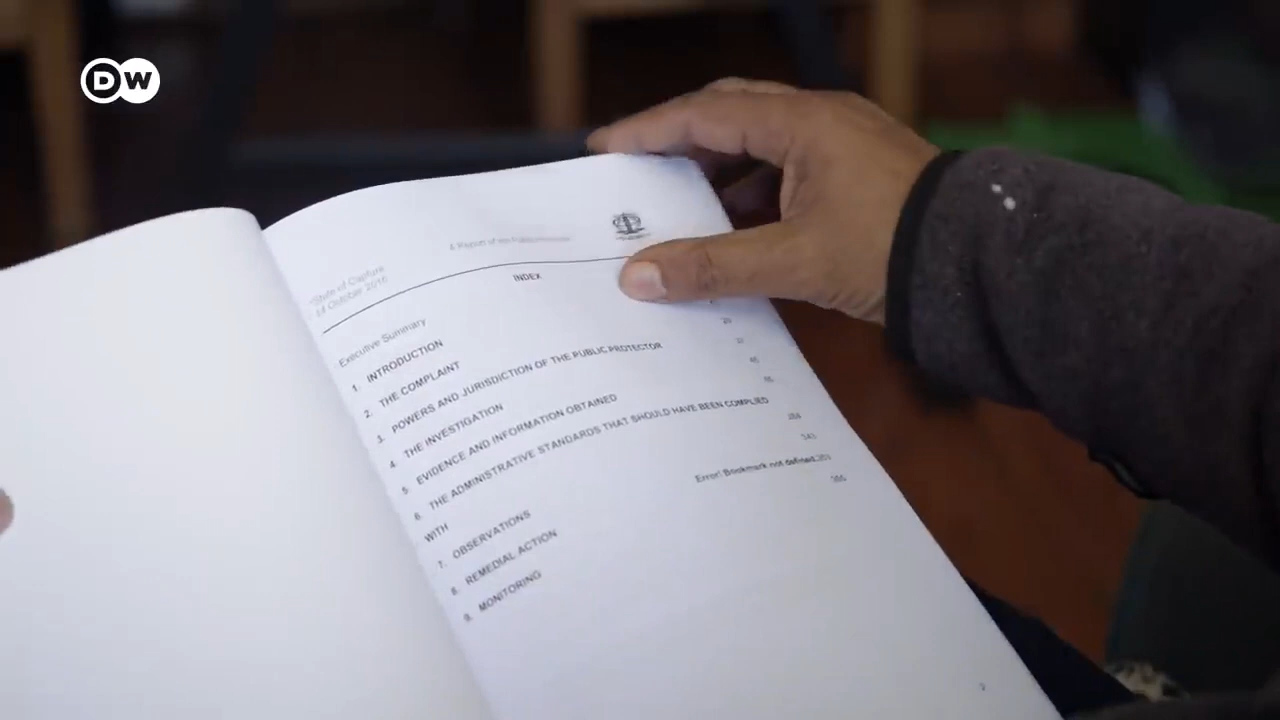 DW
"State of Capture"
14 October 2016
A Report of the Public Protector
INDEX
Executive Summary
1. INTRODUCTION
2. THE COMPLAINT
3. POWERS AND JURISDICTION OF THE PUBLIC PROTECTOR
4. THE INVESTIGATION
5. EVIDENCE AND INFORMATION OBTAINED
6. THE ADMINISTRATIVE STANDARDS THAT SHOULD HAVE BEEN COMPLIED
WITH
7. OBSERVATIONS
Error! Bookmark not defined.
8. REMEDIAL ACTION
9. MONITORING
2